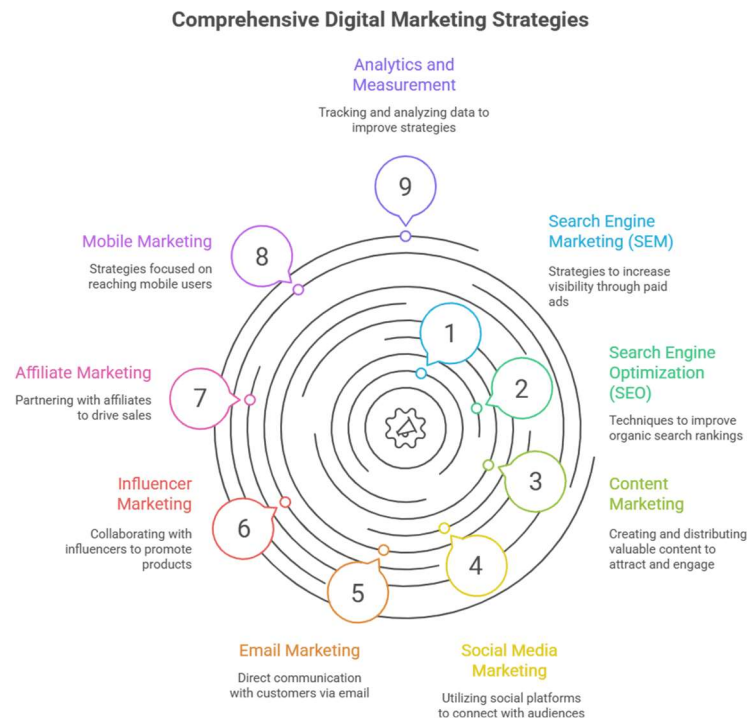 Comprehensive Digital Marketing Strategies
Analytics and
Measurement
Tracking and analyzing data to
improve strategies
9
Mobile Marketing
Strategies focused on
reaching mobile users
8
Search Engine
Marketing (SEM)
Strategies to increase
visibility through paid
ads
1
Search Engine
Optimization
(SEO)
Techniques to improve
organic search rankings
2
Affiliate Marketing
Partnering with affiliates
to drive sales
7
Content
Marketing
Creating and distributing
valuable content to
attract and engage
3
Influencer
Marketing
Collaborating with
influencers to promote
products
6
4
5
Email Marketing
Direct communication
with customers via email
Social Media
Marketing
Utilizing social platforms
to connect with audiences